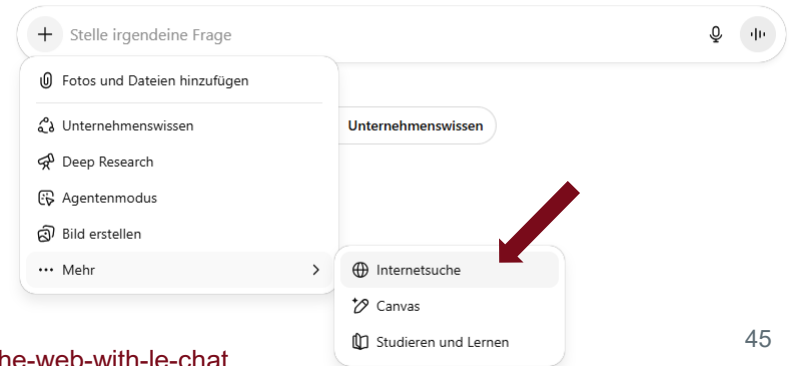 Stelle irgendeine Frage
Fotos und Dateien hinzufügen
Unternehmenswissen
Unternehmenswissen
Deep Research
Agentenmodus
Bild erstellen
Mehr
Internetsuche
Canvas
Studieren und Lernen
he-web-with-le-chat
45